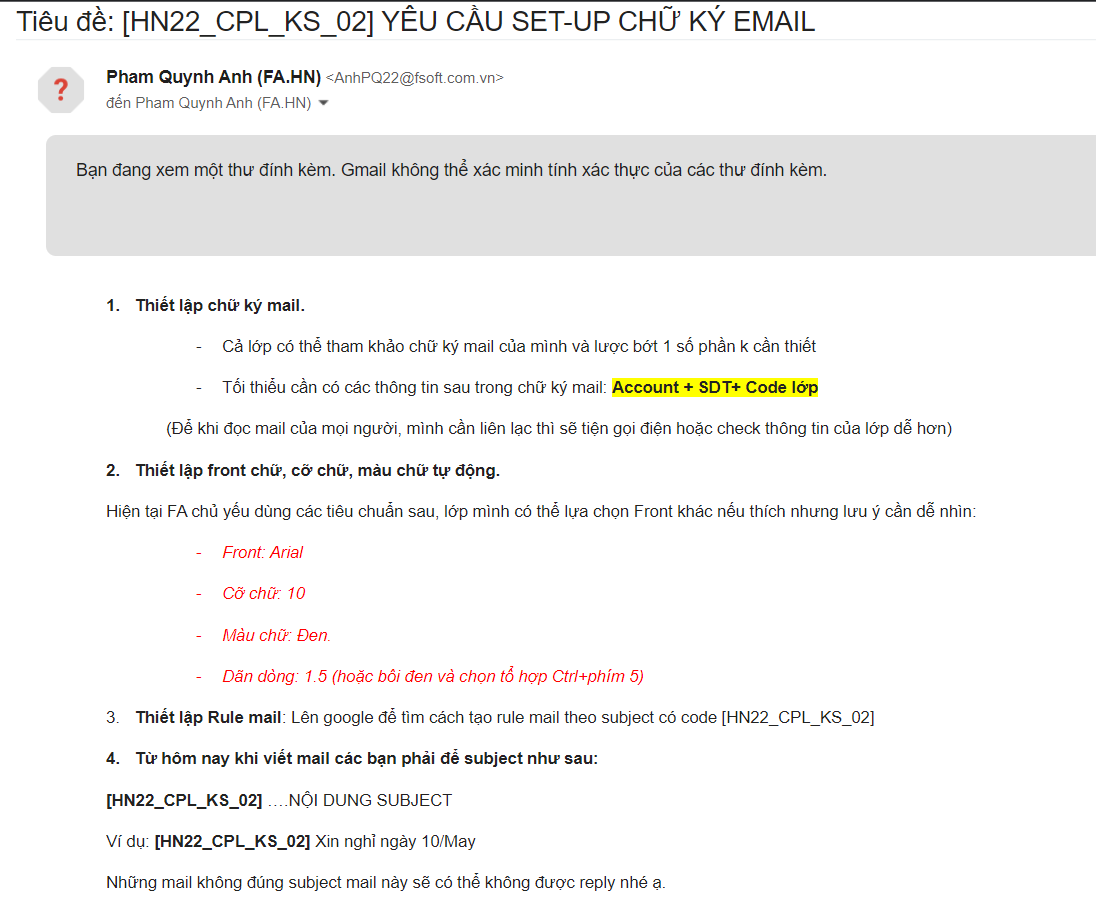 Tiêu đề: [HN22_CPL_KS_02] YÊU CẦU SET-UP CHỮ KÝ EMAIL
?
Pham Quynh Anh (FA.HN) <AnhPQ22@fsoft.com.vn>
đến Pham Quynh Anh (FA.HN)
Bạn đang xem một thư đính kèm. Gmail không thể xác minh tính xác thực của các thư đính kèm.
1. Thiết lập chữ ký mail.
- Cả lớp có thể tham khảo chữ ký mail của mình và lược bớt 1 số phần k cần thiết
- Tối thiểu cần có các thông tin sau trong chữ ký mail: Account + SDT+ Code lớp
(Để khi đọc mail của mọi người, mình cần liên lạc thì sẽ tiện gọi điện hoặc check thông tin của lớp dễ hơn)
2. Thiết lập front chữ, cỡ chữ, màu chữ tự động.
Hiện tại FA chủ yếu dùng các tiêu chuẩn sau, lớp mình có thể lựa chọn Front khác nếu thích nhưng lưu ý cần dễ nhìn:
- Front: Arial
- Cỡ chữ: 10
- Màu chữ: Đen.
- Dãn dòng: 1.5 (hoặc bôi đen và chọn tổ hợp Ctrl+phím 5)
3. Thiết lập Rule mail: Lên google để tìm cách tạo rule mail theo subject có code [HN22_CPL_KS_02]
4. Từ hôm nay khi viết mail các bạn phải để subject như sau:
[HN22_CPL_KS_02] ….NỘI DUNG SUBJECT
Ví dụ: [HN22_CPL_KS_02] Xin nghỉ ngày 10/May
Những mail không đúng subject mail này sẽ có thể không được reply nhé ạ.